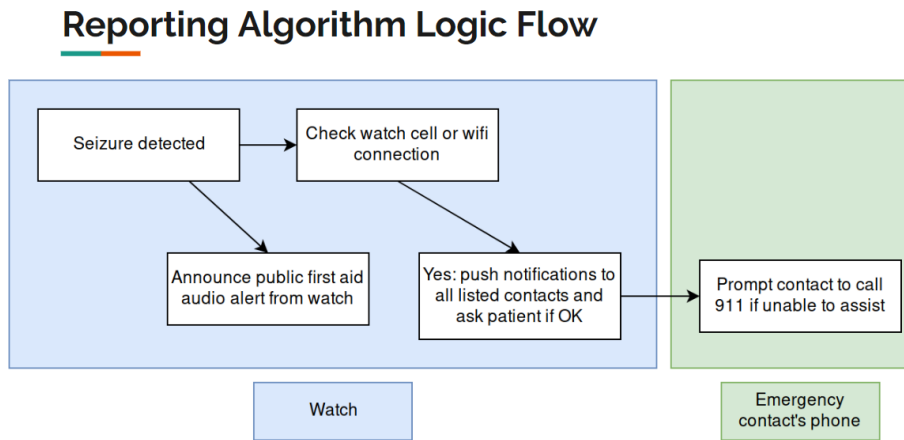 Reporting Algorithm Logic Flow
Seizure detected
Check watch cell or wifi
connection
Announce public first aid
audio alert from watch
Yes: push notifications to
all listed contacts and
ask patient if OK
Prompt contact to call
911 if unable to assist
Watch
Emergency
contact's phone